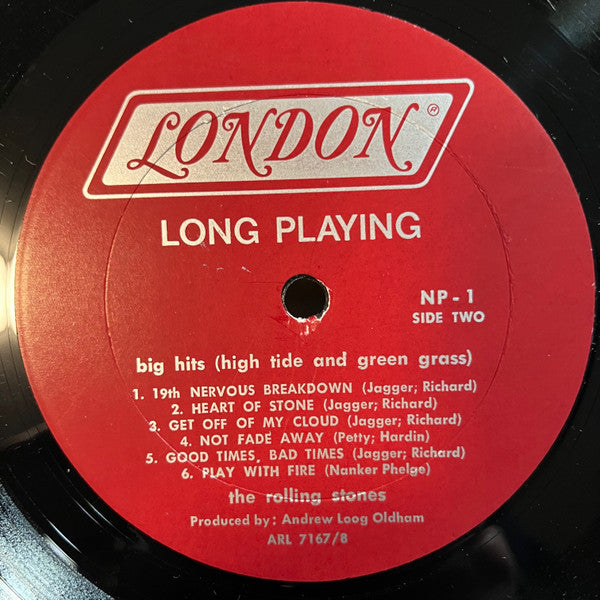 LONDON®
LONG PLAYING
NP - 1
SIDE TWO
big hits (high tide and green grass)
1. 19th NERVOUS BREAKDOWN (Jagger; Richard)
2. HEART OF STONE (Jagger; Richard)
3. GET OFF OF MY CLOUD (Jagger; Richard)
4. NOT FADE AWAY (Petty; Hardin)
5. GOOD TIMES, BAD TIMES (Jagger; Richard)
6. PLAY WITH FIRE (Nanker Phelge)
the rolling stones
Produced by: Andrew Loog Oldham
ARL 7167/8